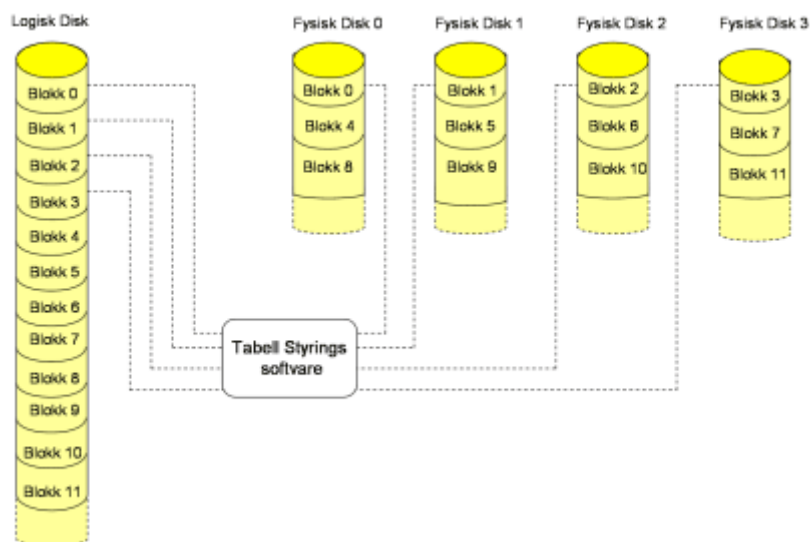 Logisk Disk
Fysisk Disk 0
Fysisk Disk 1
Fysisk Disk 2
Fysisk Disk 3
Blokk 0
Blokk 1
Blokk 2
Blokk 3
Blokk 4
Blokk 5
Blokk 6
Blokk 7
Blokk 8
Blokk 9
Blokk 10
Blokk 11
Blokk 0
Blokk 4
Blokk 8
Blokk 1
Blokk 5
Blokk 9
Blokk 2
Blokk 6
Blokk 10
Blokk 3
Blokk 7
Blokk 11
Tabell Styrings
softvare